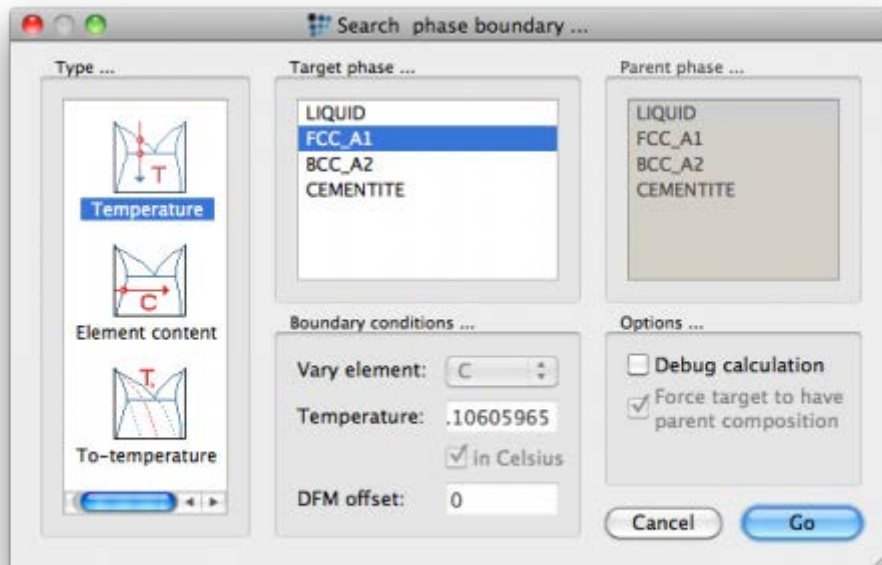 Search phase boundary ...
Type ...
T
Temperature
C
Element content
T.
To-temperature
Target phase ...
LIQUID
FCC_A1
BCC_A2
CEMENTITE
Parent phase ...
LIQUID
FCC_A1
BCC_A2
CEMENTITE
Boundary conditions ...
Vary element: C
Temperature: .10605965
in Celsius
DFM offset: 0
Options ...
Debug calculation
Force target to have
parent composition
Cancel Go